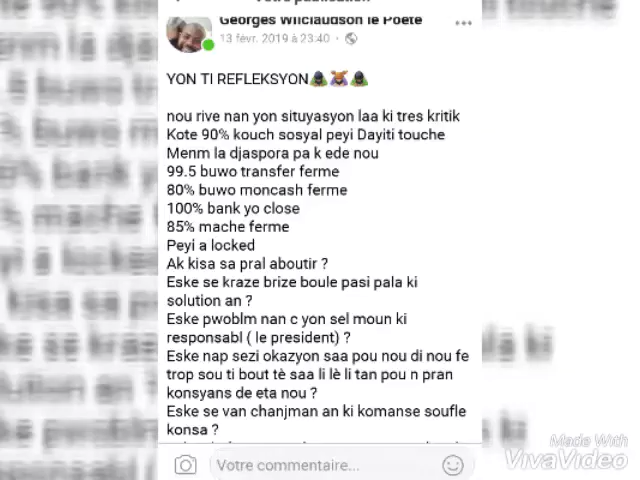 Georges Wilclaudson le Poete
13 févr. 2019 à 23:40
YON TI REFLEKSYON
nou rive nan yon situyasyon laa ki tres kritik
Kote 90% kouch sosyal peyi Dayiti touche
Menm la djaspora pa k ede nou
99.5 buwo transfer ferme
80% buwo moncash ferme
100% bank yo close
85% mache ferme
Peyi a locked
Ak kisa sa pral aboutir ?
Eske se kraze brize boule pasi pala ki
solution an ?
Eske pwoblm nan c yon sel moun ki
responsabl ( le president) ?
Eske nap sezi okazyon saa pou nou di nou fe
trop sou ti bout tè saa li lè li tan pou n pran
konsyans de eta nou ?
Eske se van chanjman an ki komanse soufle
konsa ?
Votre commentaire...
Made With
VivaVideo